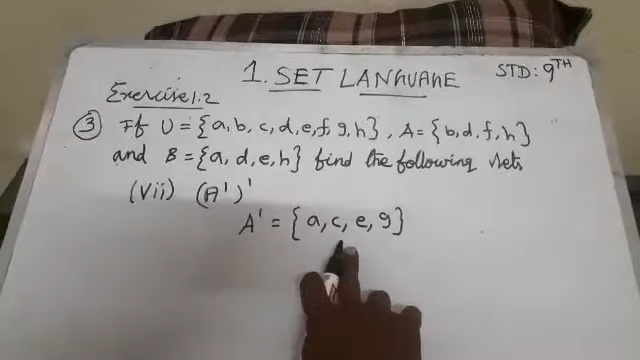 1. SET LANGUAGE STD: 9TH
Exercise 1.2
3 If U = {a, b, c, d, e, f, g, h}, A = {b, d, f, h}
and B = {a, d, e, h} find the following sets
(vii) (A')'
A' = {a, c, e, g}